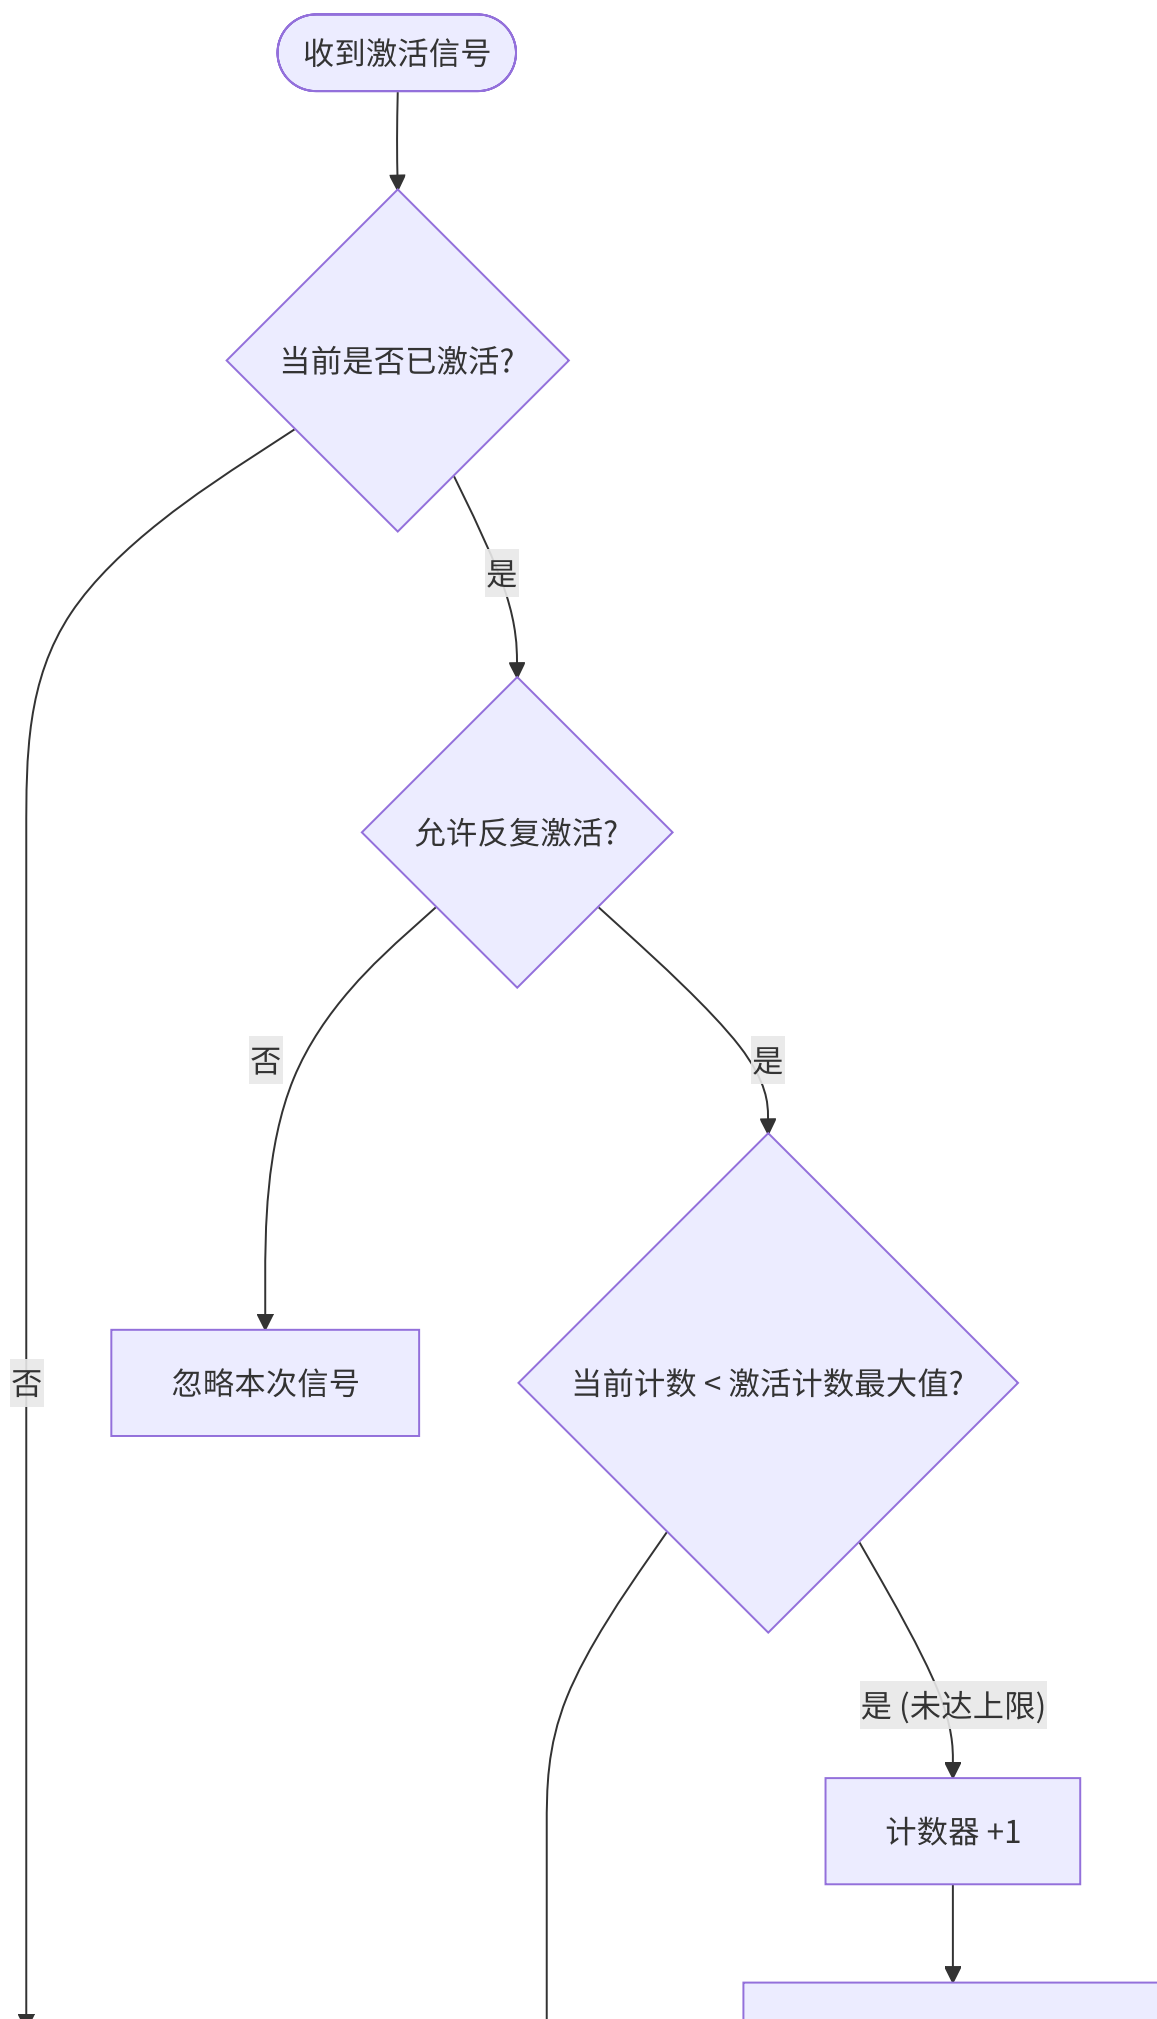 收到激活信号
当前是否已激活?
是
允许反复激活?
否
是
否
忽略本次信号
当前计数 < 激活计数最大值?
是 (未达上限)
计数器 +1